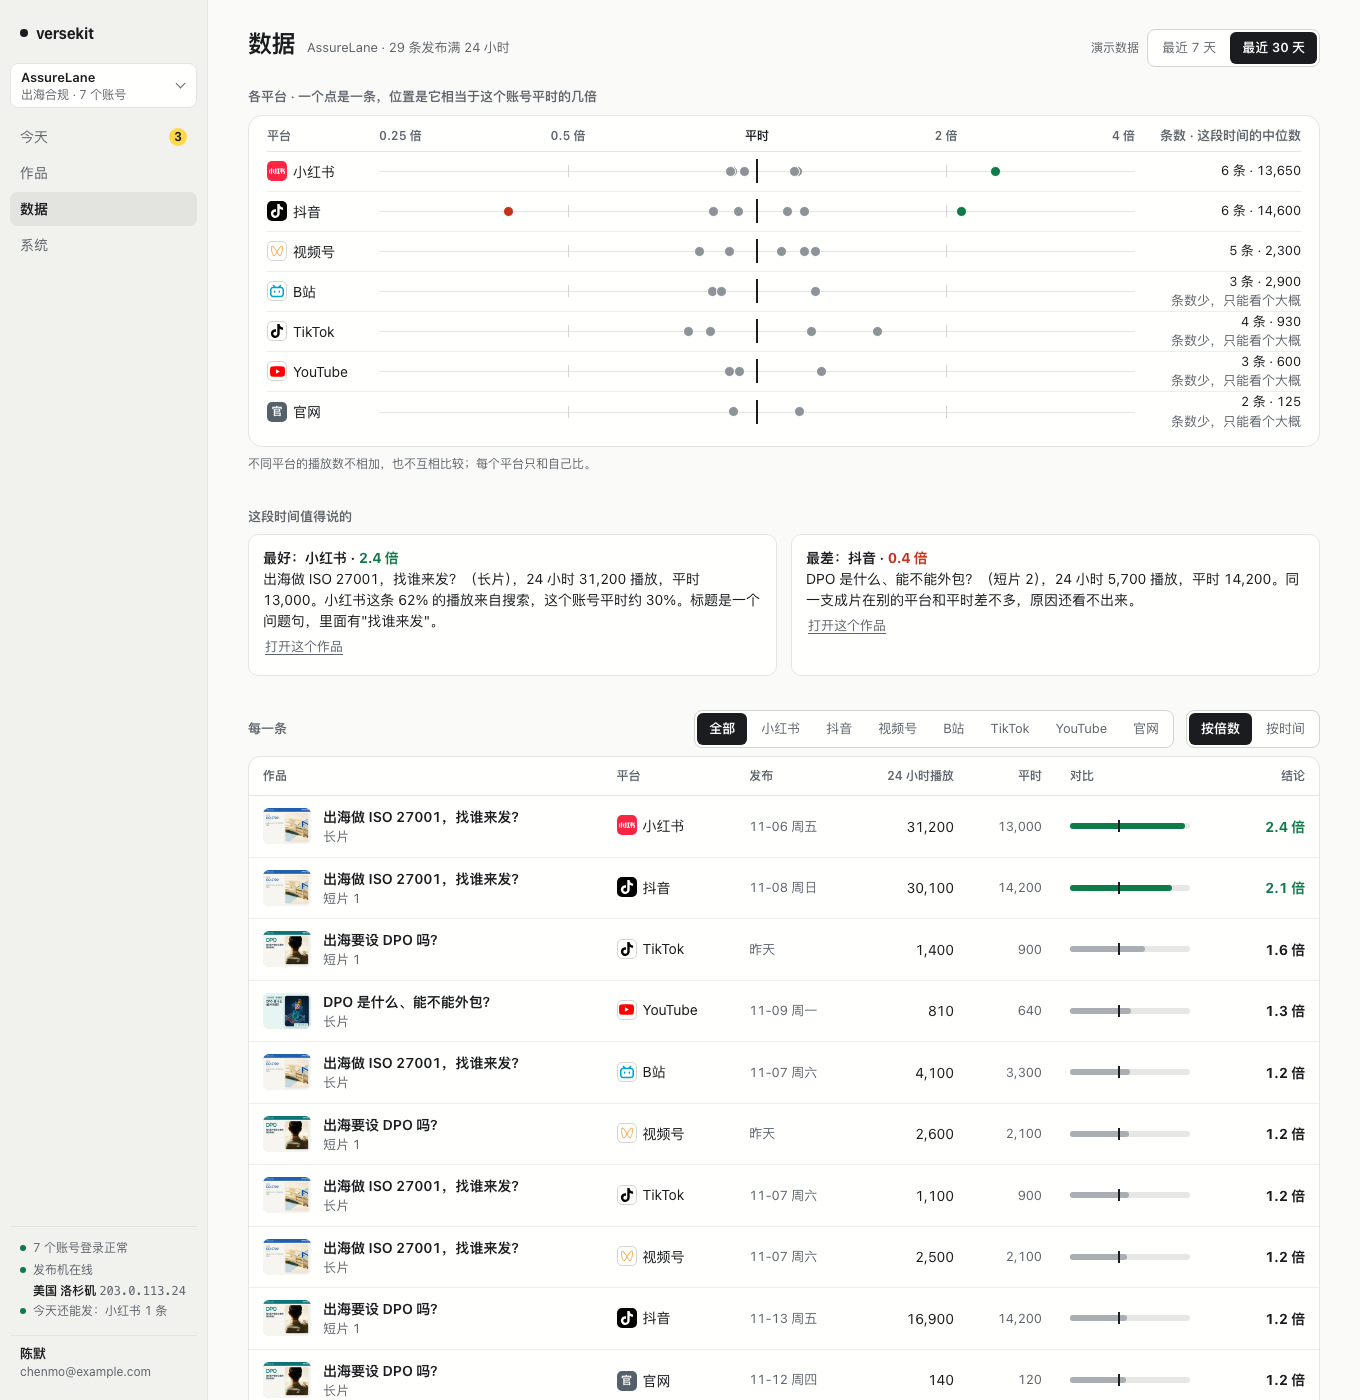 versekit
AssureLane
出海合规 · 7 个账号
今天 3
作品
数据
系统
7 个账号登录正常
发布机在线
美国 洛杉矶 203.0.113.24
今天还能发：小红书 1 条
陈默
chenmo@example.com
数据 AssureLane · 29 条发布满 24 小时
演示数据 最近 7 天 最近 30 天
各平台 · 一个点是一条，位置是它相当于这个账号平时的几倍
平台 0.25 倍 0.5 倍 平时 2 倍 4 倍 条数 · 这段时间的中位数
小红书 小红书 6 条 · 13,650
抖音 6 条 · 14,600
视频号 5 条 · 2,300
B站 3 条 · 2,900
条数少，只能看个大概
TikTok 4 条 · 930
条数少，只能看个大概
YouTube 3 条 · 600
条数少，只能看个大概
官 官网 2 条 · 125
条数少，只能看个大概
不同平台的播放数不相加，也不互相比较；每个平台只和自己比。
这段时间值得说的
最好：小红书 · 2.4 倍
出海做 ISO 27001，找谁来发？（长片），24 小时 31,200 播放，平时
13,000。小红书这条 62% 的播放来自搜索，这个账号平时约 30%。标题是一个
问题句，里面有"找谁来发"。
打开这个作品
最差：抖音 · 0.4 倍
DPO 是什么、能不能外包？（短片 2），24 小时 5,700 播放，平时 14,200。同
一支成片在别的平台和平时差不多，原因还看不出来。
打开这个作品
每一条
全部 小红书 抖音 视频号 B站 TikTok YouTube 官网
按倍数 按时间
作品 平台 发布 24 小时播放 平时 对比 结论
出海做 ISO 27001，找谁来发？
长片
小红书 小红书 11-06 周五 31,200 13,000 2.4 倍
出海做 ISO 27001，找谁来发？
短片 1
抖音 11-08 周日 30,100 14,200 2.1 倍
DPO
出海要设 DPO 吗？
短片 1
TikTok 昨天 1,400 900 1.6 倍
DPO 是什么、能不能外包？
长片
YouTube 11-09 周一 810 640 1.3 倍
出海做 ISO 27001，找谁来发？
长片
B站 11-07 周六 4,100 3,300 1.2 倍
DPO
出海要设 DPO 吗？
短片 1
视频号 昨天 2,600 2,100 1.2 倍
出海做 ISO 27001，找谁来发？
长片
TikTok 11-07 周六 1,100 900 1.2 倍
出海做 ISO 27001，找谁来发？
长片
视频号 11-07 周六 2,500 2,100 1.2 倍
DPO
出海要设 DPO 吗？
短片 1
抖音 11-13 周五 16,900 14,200 1.2 倍
DPO
出海要设 DPO 吗？
长片
官 官网 11-12 周四 140 120 1.2 倍